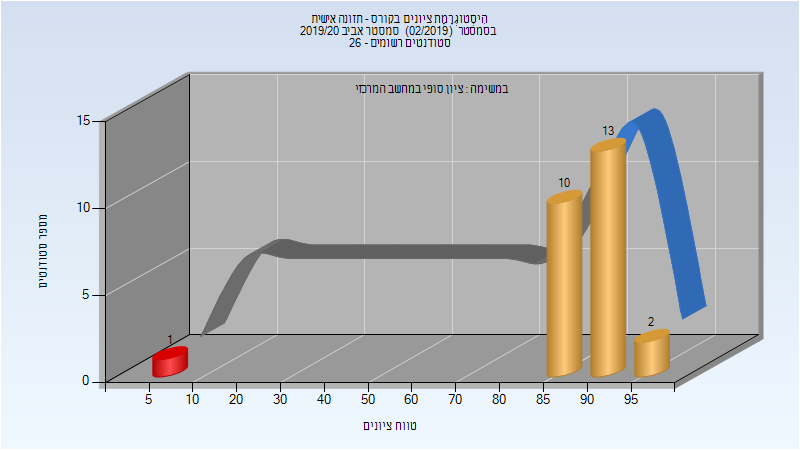 היסטוגרמת ציונים בקורס - תזונה אישית
בסמסטר (02/2019) סמסטר אביב 2019/20
סטודנטים רשומים - 26
במשימה : ציון סופי במחשב המרכזי
מספר סטודנטים
15
10
5
0
1
10
13
2
5 10 20 30 40 50 60 70 80 85 90 95
טווח ציונים